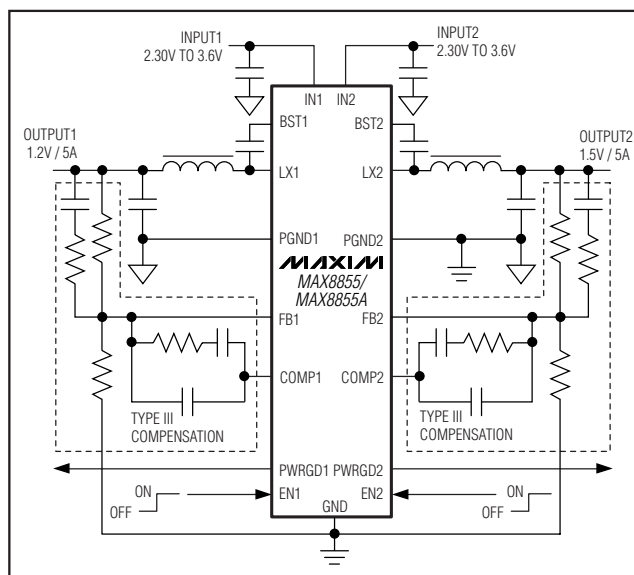 INPUT1
2.30V TO 3.6V
INPUT2
2.30V TO 3.6V
IN1
IN2
BST1
BST2
OUTPUT1
1.2V / 5A
OUTPUT2
1.5V / 5A
LX1
LX2
PGND1
PGND2
MAXIM
MAX8855/
MAX8855A
FB1
FB2
COMP1
COMP2
TYPE III
COMPENSATION
TYPE III
COMPENSATION
PWRGD1
PWRGD2
ON
OFF
EN1
EN2
ON
OFF
GND